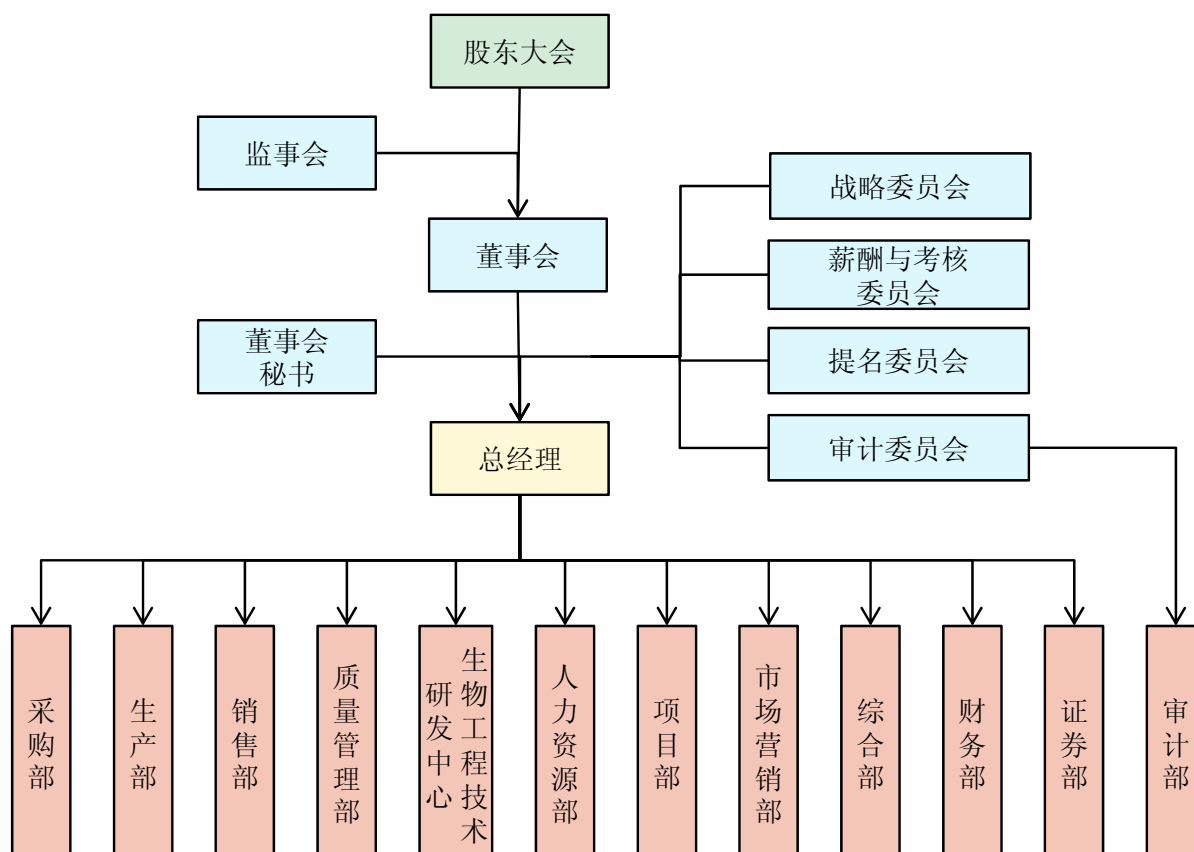 股东大会
监事会
战略委员会
董事会
薪酬与考核
委员会
董事会
秘书
提名委员会
总经理
审计委员会
采购部
生产部
销售部
质量管理部
生物工程技术
研发中心
人力资源部
项目部
市场营销部
综合部
财务部
证券部
审计部